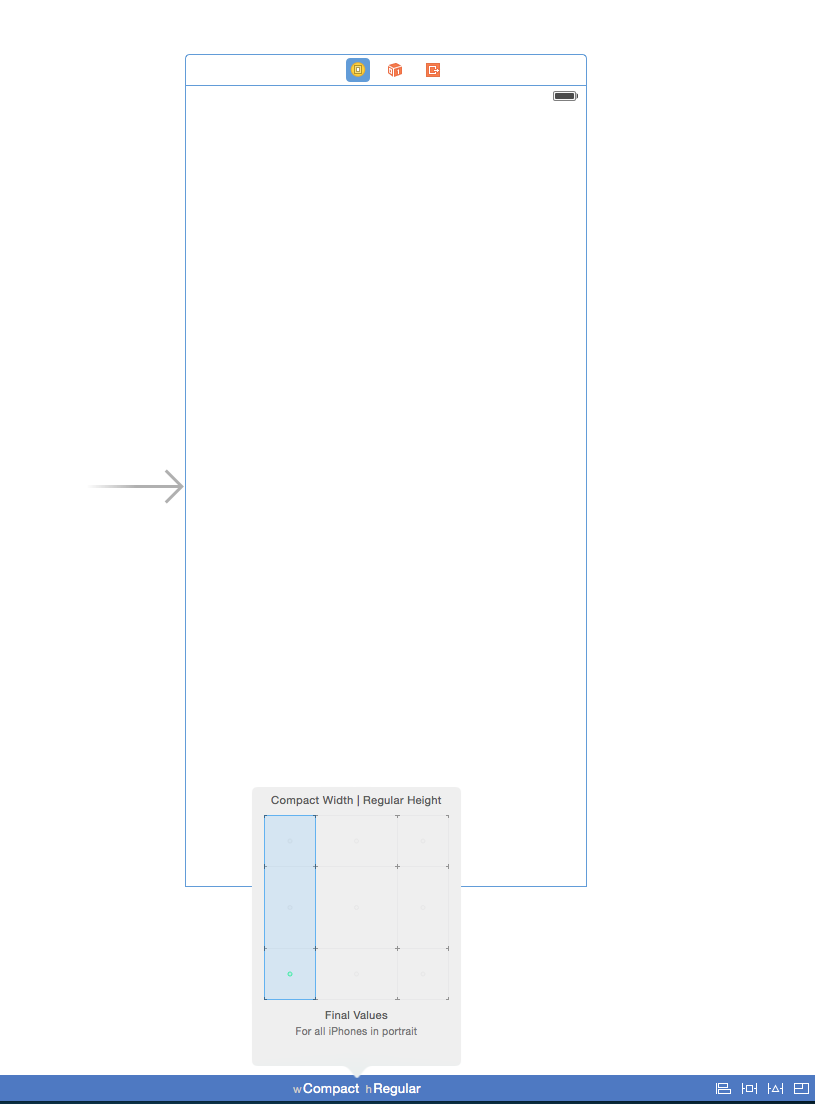 Compact Width | Regular Height
Final Values
For all iPhones in portrait
wCompact hRegular